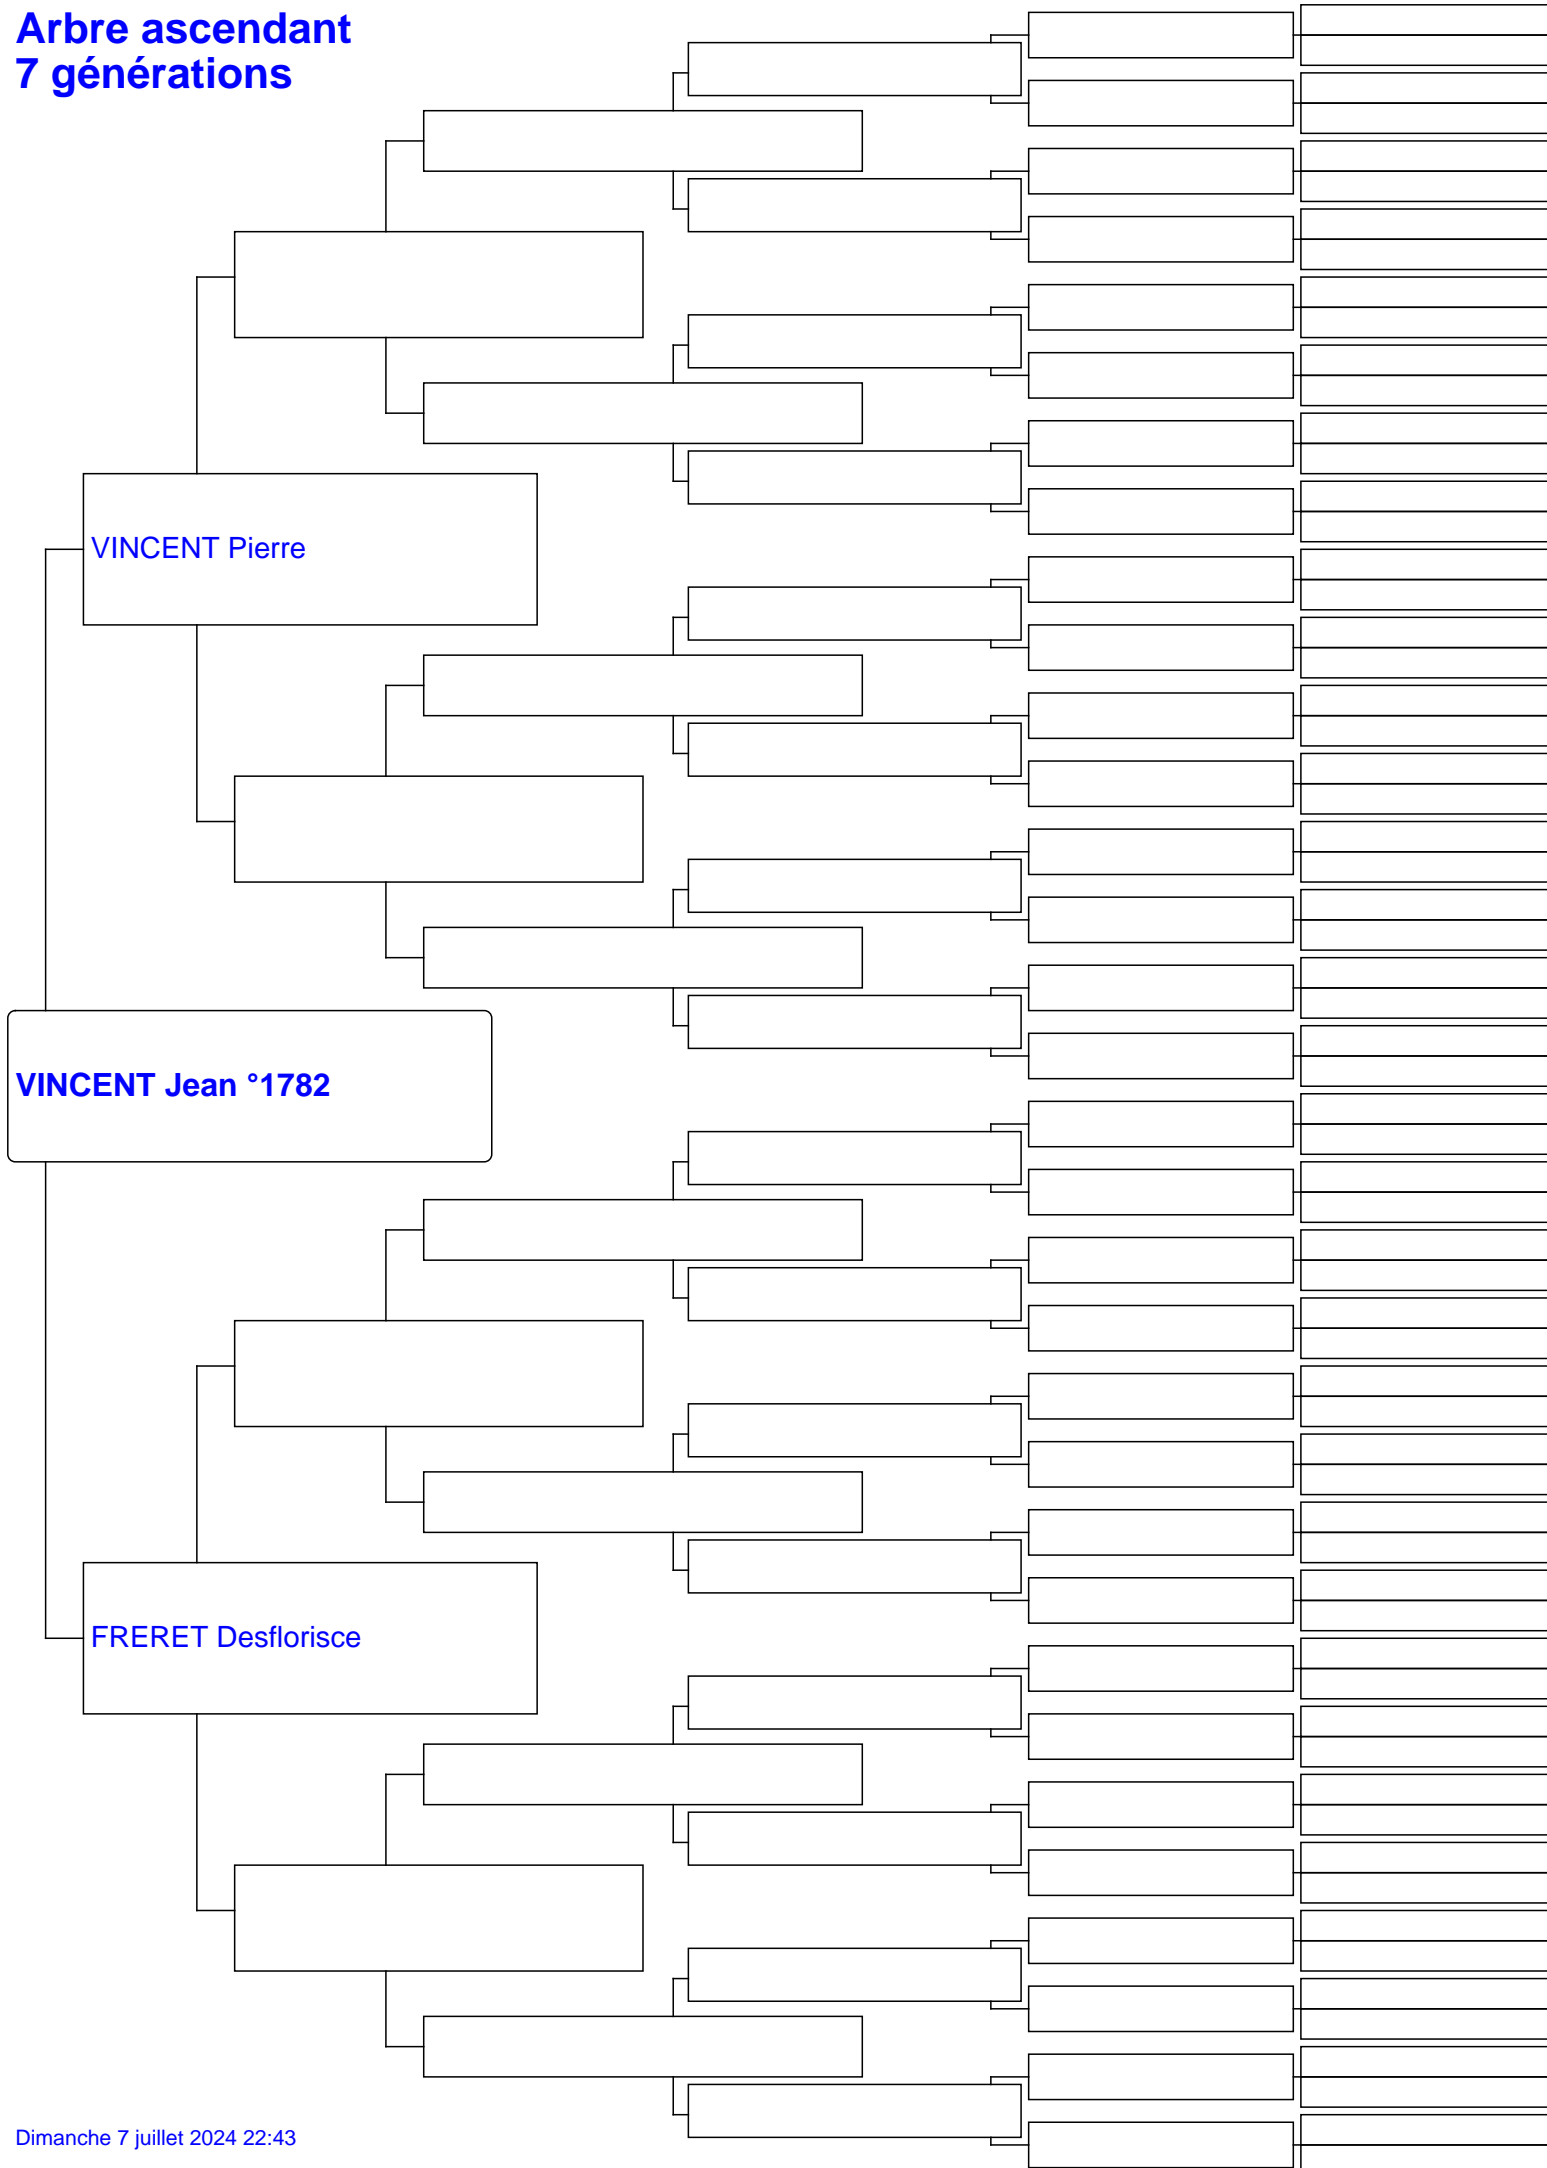 Arbre ascendant
7 générations
VINCENT Pierre
VINCENT Jean °1782
FRERET Desflorisce
Dimanche 7 juillet 2024 22:43